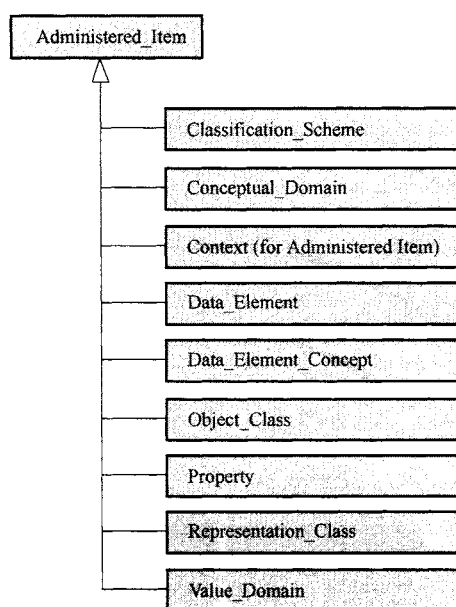 Administered_Item
Classification_Scheme
Conceptual_Domain
Context (for Administered Item)
Data_Element
Data_Element_Concept
Object_Class
Property
Representation_Class
Value_Domain